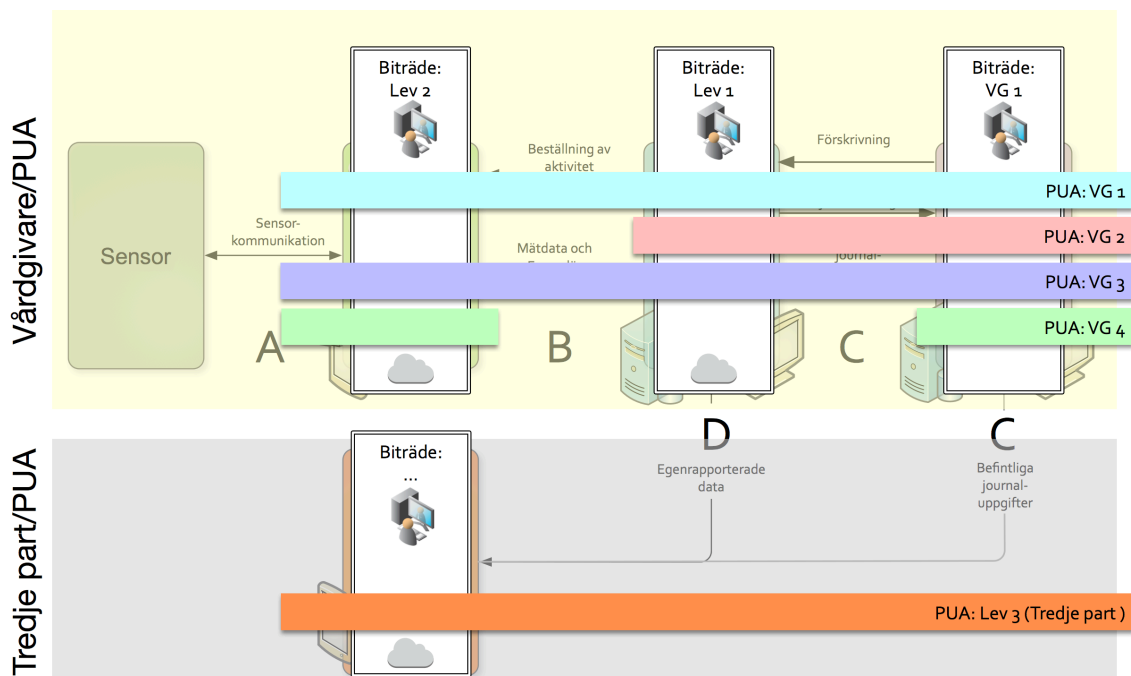 Vårdgivare/PUA
Biträde:
Lev 2
Biträde:
Lev 1
Biträde:
VG 1
Förskrivning
Beställning av
aktivitet
PUA: VG 1
Sensor-
kommunikation
Sensor
PUA: VG 2
Mätdata och
journal-
PUA: VG 3
PUA: VG 4
A
B
C
Tredje part/PUA
Biträde:
...
D
C
Egenrapporterade
data
Befintliga
journal-
uppgifter
PUA: Lev 3 (Tredje part )